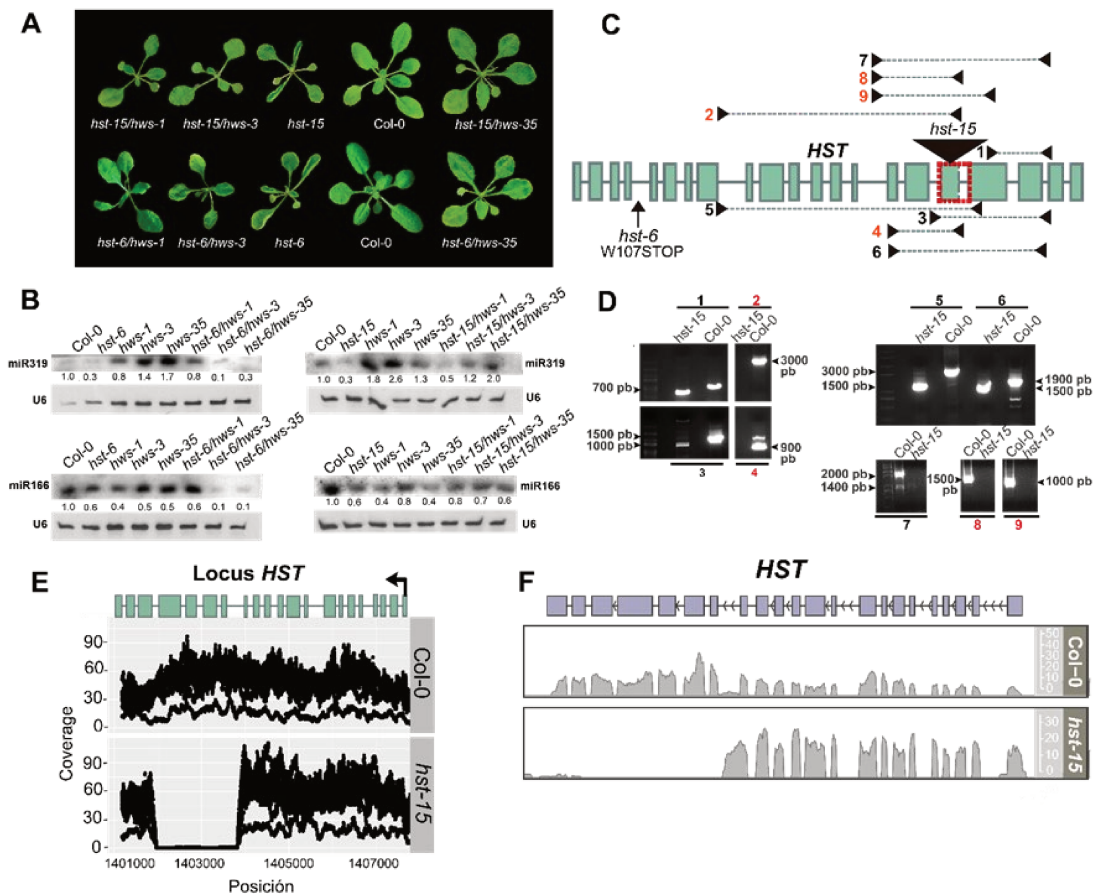 A
hst-15/hws-1
hst-15/hws-3
hst-15
Col-0
hst-15/hws-35
hst-6/hws-1
hst-6/hws-3
hst-6
Col-0
hst-6/hws-35
B
Col-0
hst-6
hws-1
hws-3
hws-35
hst-6/hws-1
hst-6/hws-3
hst-6/hws-35
miR319
1.0 0.3 0.8 1.4 1.7 0.8 0.1 0.3
U6
Col-0
hst-15
hws-1
hws-3
hws-35
hst-15/hws-1
hst-15/hws-3
hst-15/hws-35
miR319
1.0 0.3 1.8 2.6 1.3 0.5 1.2 2.0
U6
Col-0
hst-6
hws-1
hws-3
hws-35
hst-6/hws-1
hst-6/hws-3
hst-6/hws-35
miR166
1.0 0.6 0.4 0.5 0.5 0.6 0.1 0.1
U6
Col-0
hst-15
hws-1
hws-3
hws-35
hst-15/hws-1
hst-15/hws-3
hst-15/hws-35
miR166
1.0 0.6 0.4 0.8 0.4 0.8 0.7 0.6
U6
C
7
8
9
2
hst-15
HST
1
5
3
4
6
hst-6
W107STOP
D
1
2
hst-15
Col-0
hst-15
Col-0
3000
pb
700 pb
1500 pb
1000 pb
900
pb
3
4
5
6
hst-15
Col-0
hst-15
Col-0
3000 pb
1500 pb
1900 pb
1500 pb
Col-0
hst-15
Col-0
hst-15
Col-0
hst-15
2000 pb
1400 pb
1500
pb
1000 pb
7
8
9
E
Locus HST
90
60
30
0
Col-0
90
60
30
0
hst-15
Coverage
1401000 1403000 1405000 1407000
Posición
F
HST
50
40
30
20
10
0
Col-0
30
20
10
0
hst-15